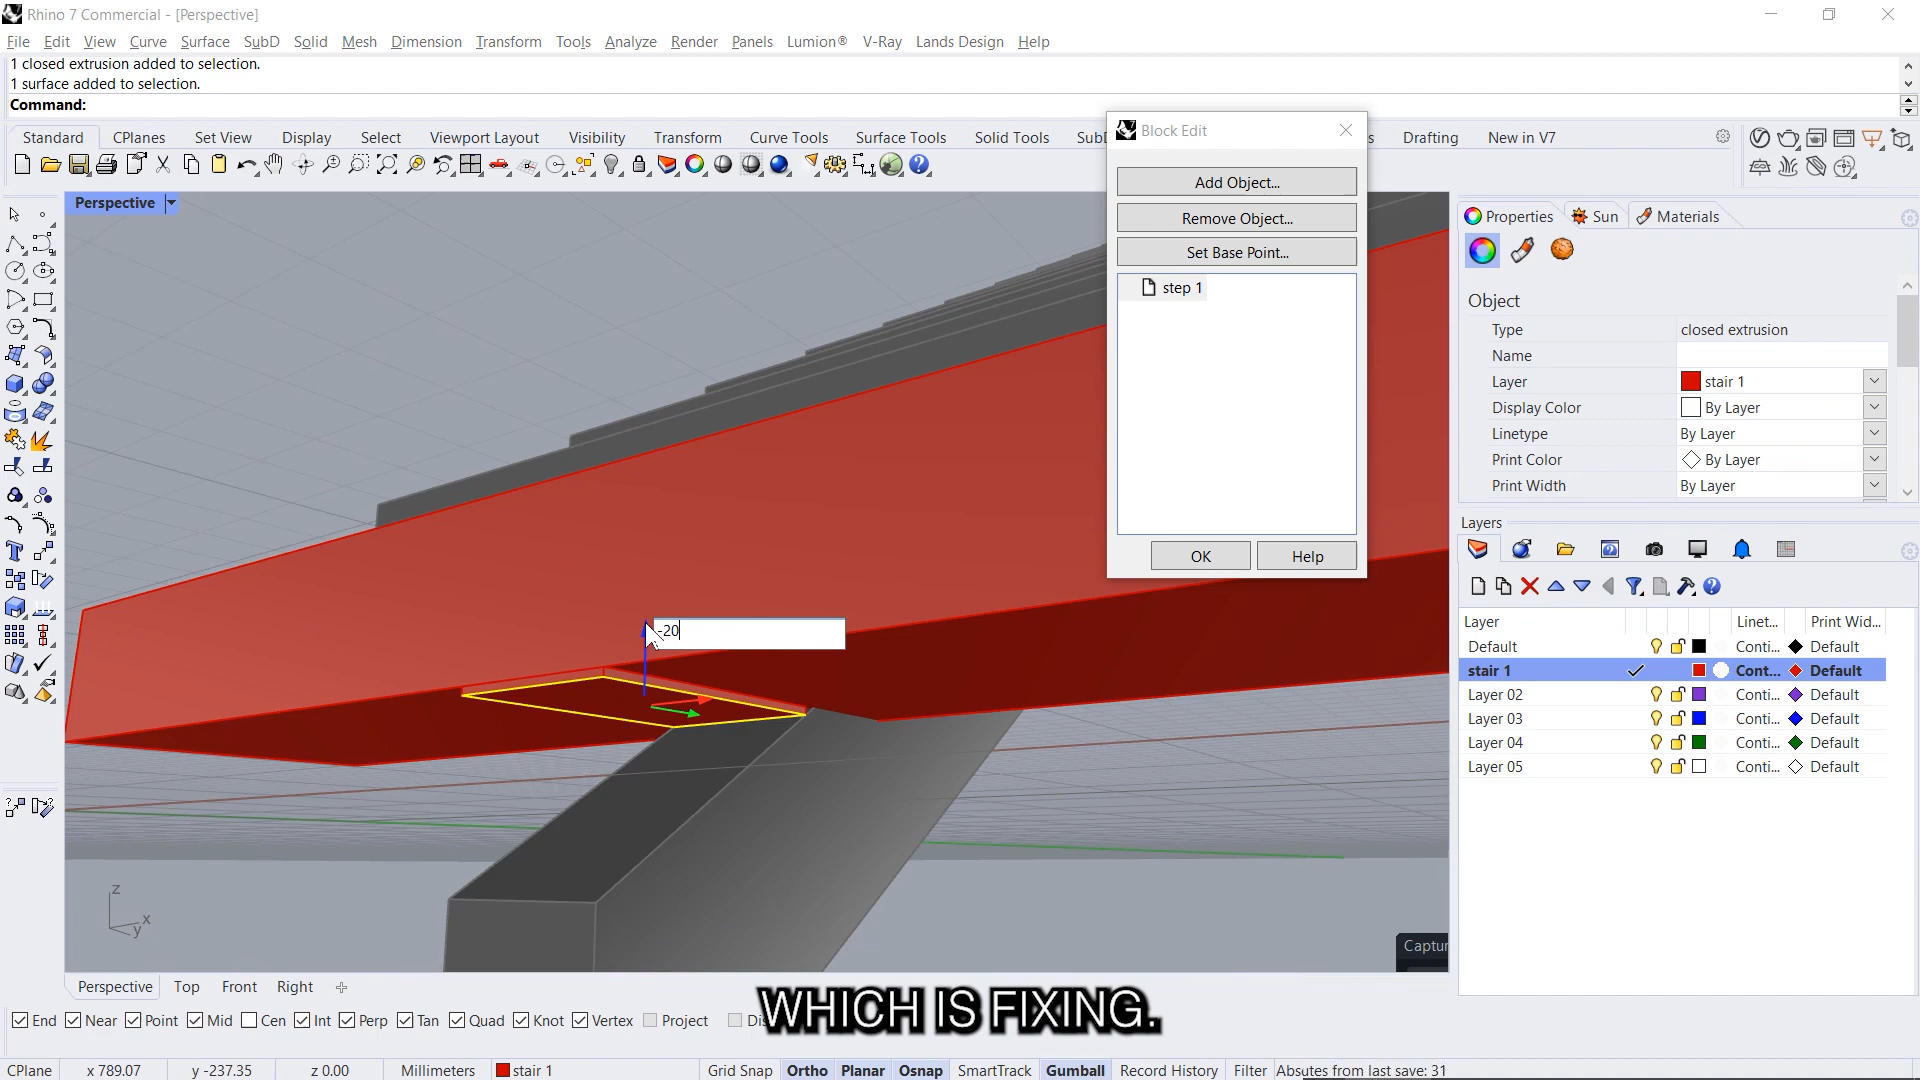 Rhino 7 Commercial - [Perspective]
File Edit View Curve Surface SubD Solid Mesh Dimension Transform Tools Analyze Render Panels Lumion® V-Ray Lands Design Help
1 closed extrusion added to selection.
1 surface added to selection.
Command:
Standard CPlanes Set View Display Select Viewport Layout Visibility Transform Curve Tools Surface Tools Solid Tools Drafting New in V7
Block Edit
Add Object...
Remove Object...
Set Base Point...
step 1
OK Help
Perspective
-20
z
x
y
Properties Sun Materials
Object
Type closed extrusion
Name
Layer stair 1
Display Color By Layer
Linetype By Layer
Print Color By Layer
Print Width By Layer
Layers
Layer Linet... Print Wid...
Default Conti... Default
stair 1 Cont... Default
Layer 02 Conti... Default
Layer 03 Conti... Default
Layer 04 Conti... Default
Layer 05 Conti... Default
Captur
Perspective Top Front Right
WHICH IS FIXING.
End Near Point Mid Cen Int Perp Tan Quad Knot Vertex Project
CPlane x 789.07 y -237.35 z 0.00 Millimeters stair 1 Grid Snap Ortho Planar Osnap SmartTrack Gumball Record History Filter Absutes from last save: 31